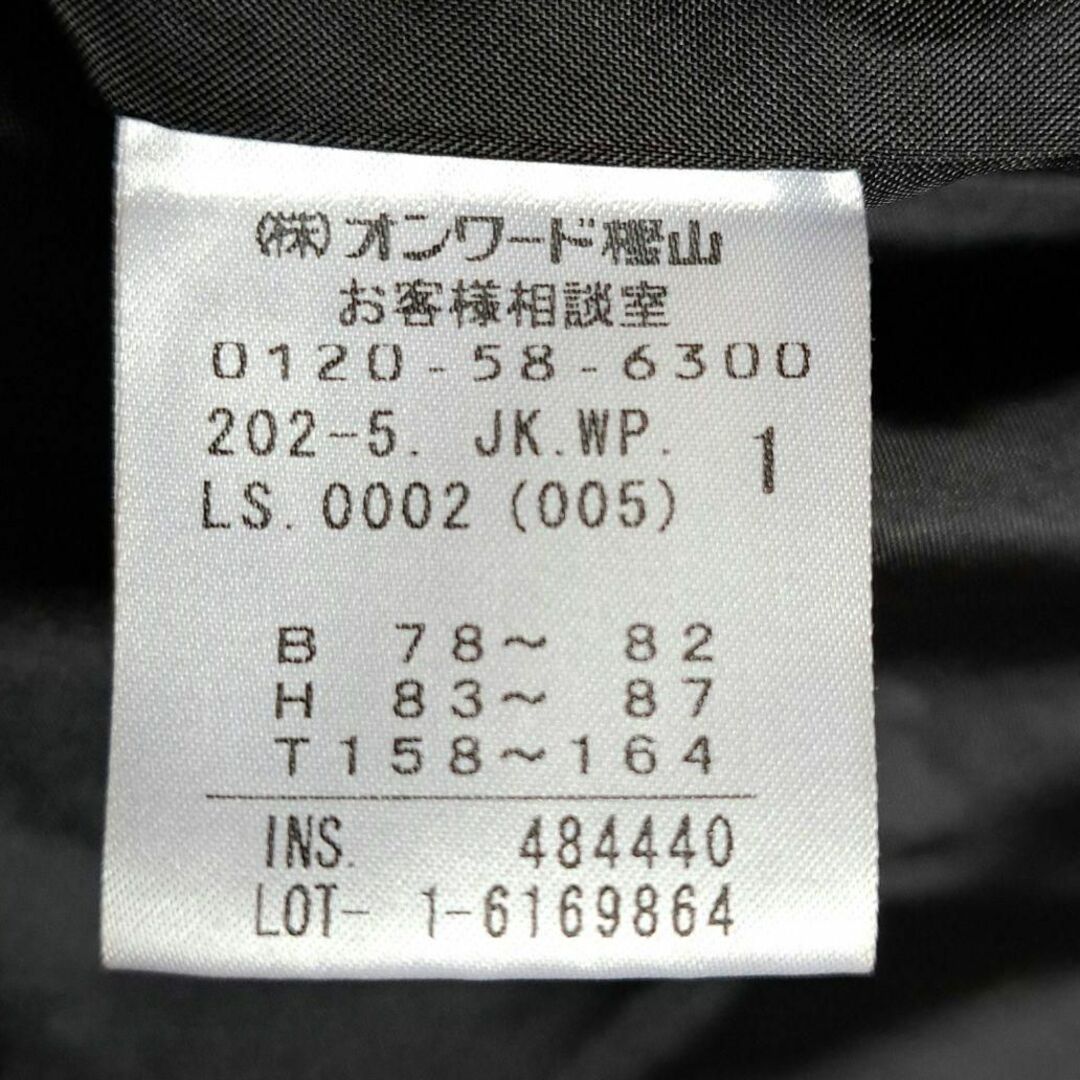 (株)オンワード樫山
お客様相談室
0120-58-6300
202-5. JK.WP. 1
LS.0002(005)
B 78~ 82
H 83~ 87
T158~164
INS. 484440
LOT- 1-6169864